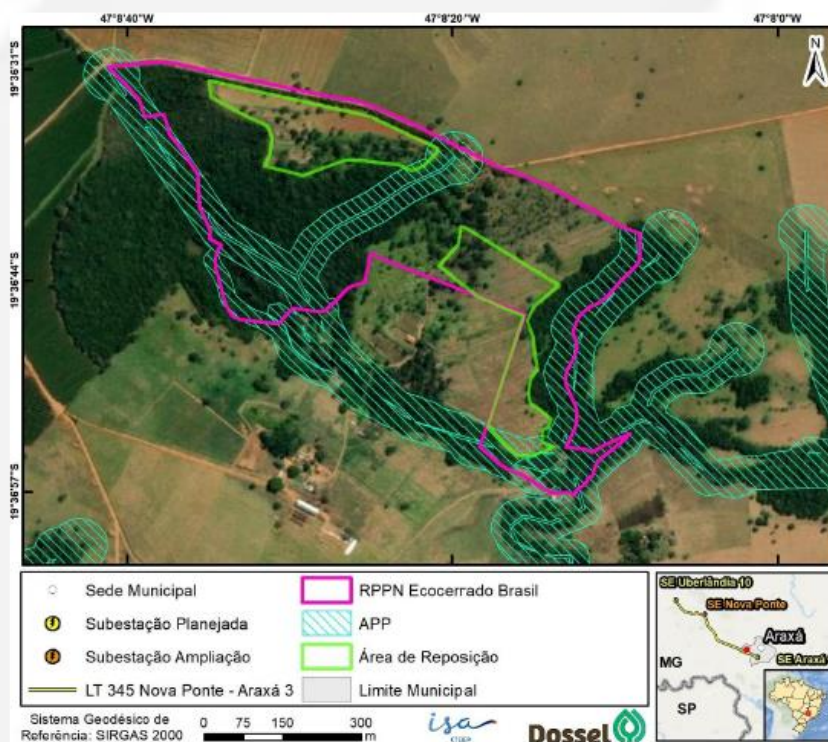 47°8'40"W
47°8'20"W
47°8'0"W
19°36'31"S
19°36'44"S
19°36'57"S
N
Sede Municipal
RPPN Ecocerrado Brasil
Subestação Planejada
APP
Subestação Ampliação
Área de Reposição
LT 345 Nova Ponte - Araxá 3
Limite Municipal
Sistema Geodésico de
Referência: SIRGAS 2000
0 75 150 300
m
isa
CTEEP
Dossel
SE Uberlândia 10
SE Nova Ponte
Araxá
SE Araxá
MG
SP